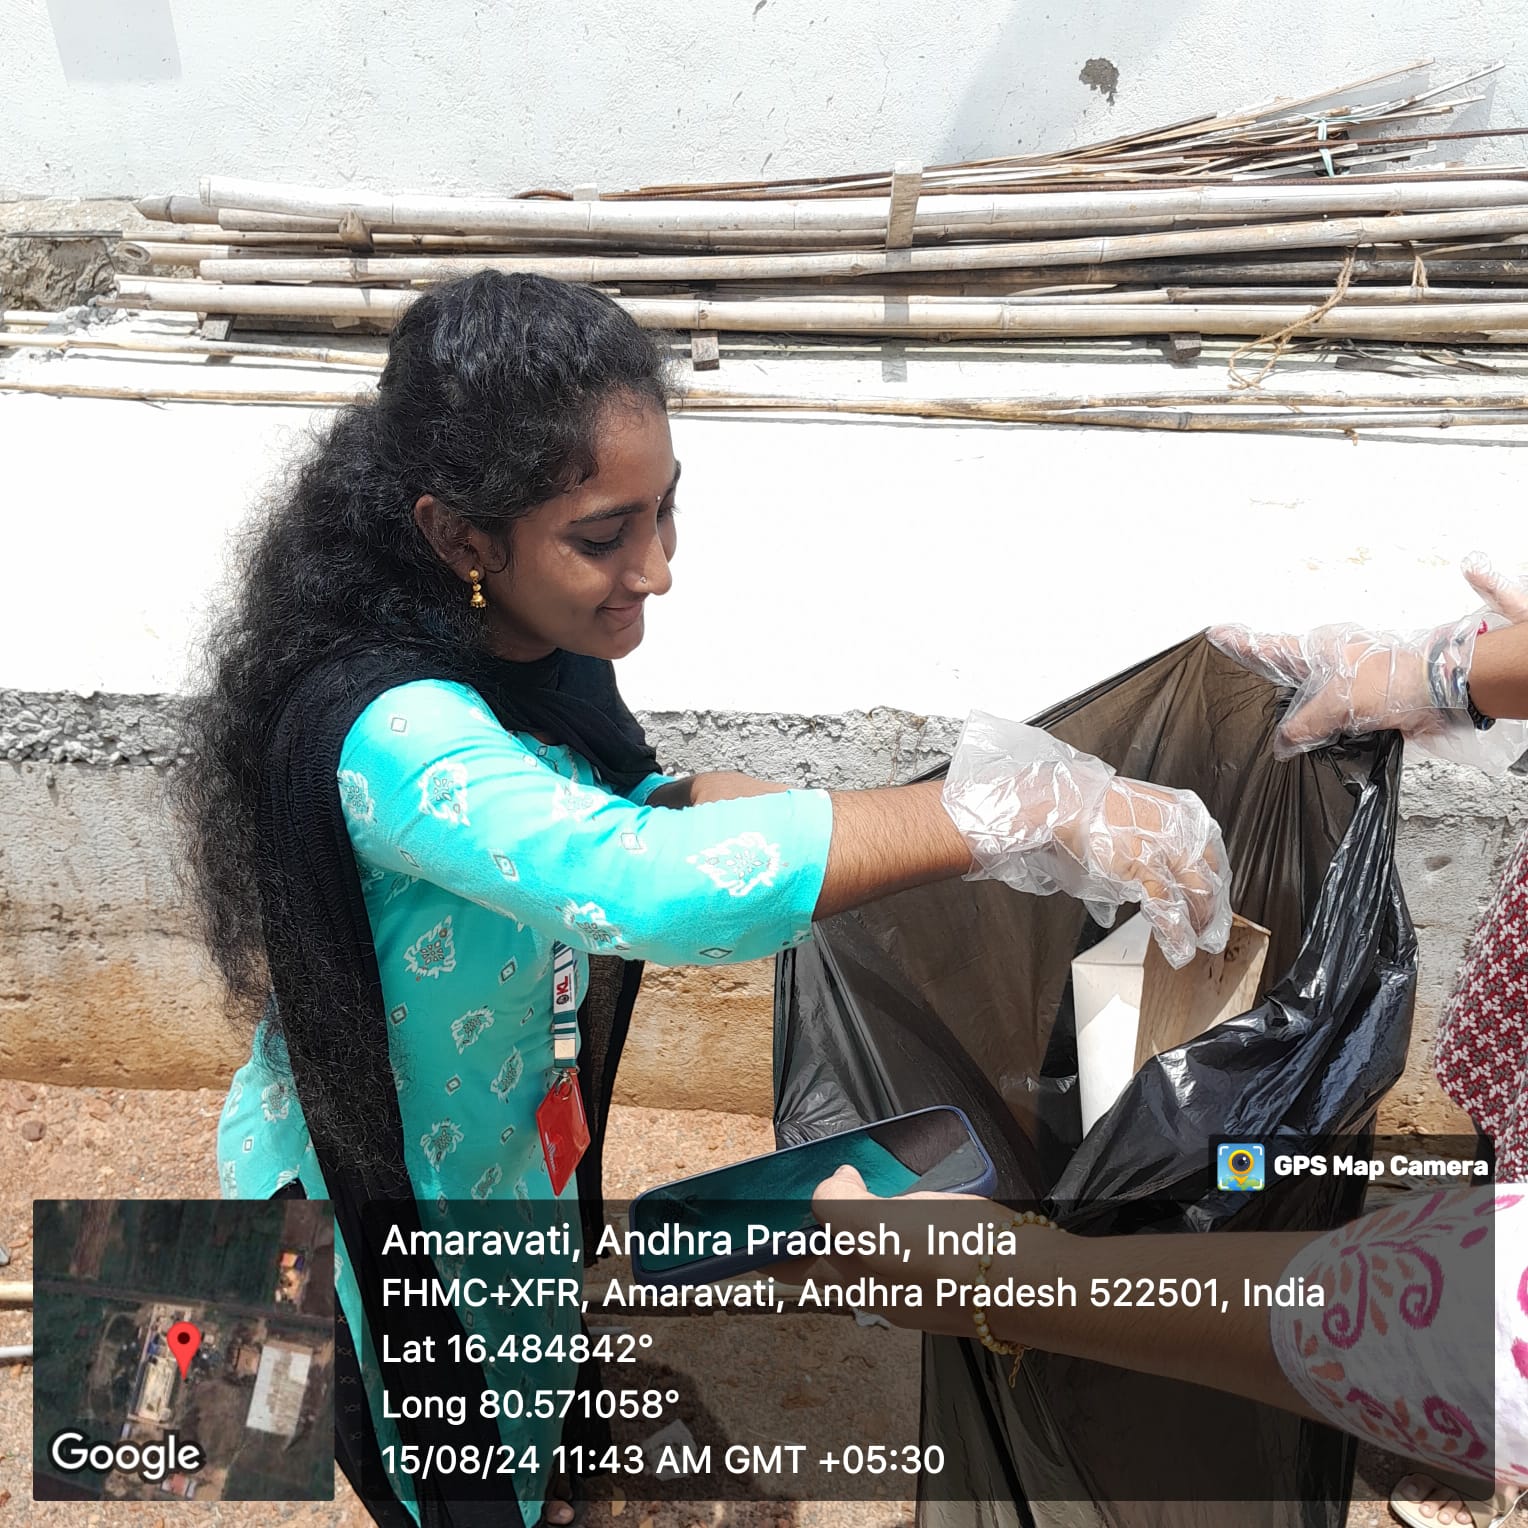 KL
GPS Map Camera
Amaravati, Andhra Pradesh, India
FHMC+XFR, Amaravati, Andhra Pradesh 522501, India
Lat 16.484842°
Long 80.571058°
15/08/24 11:43 AM GMT +05:30
Google